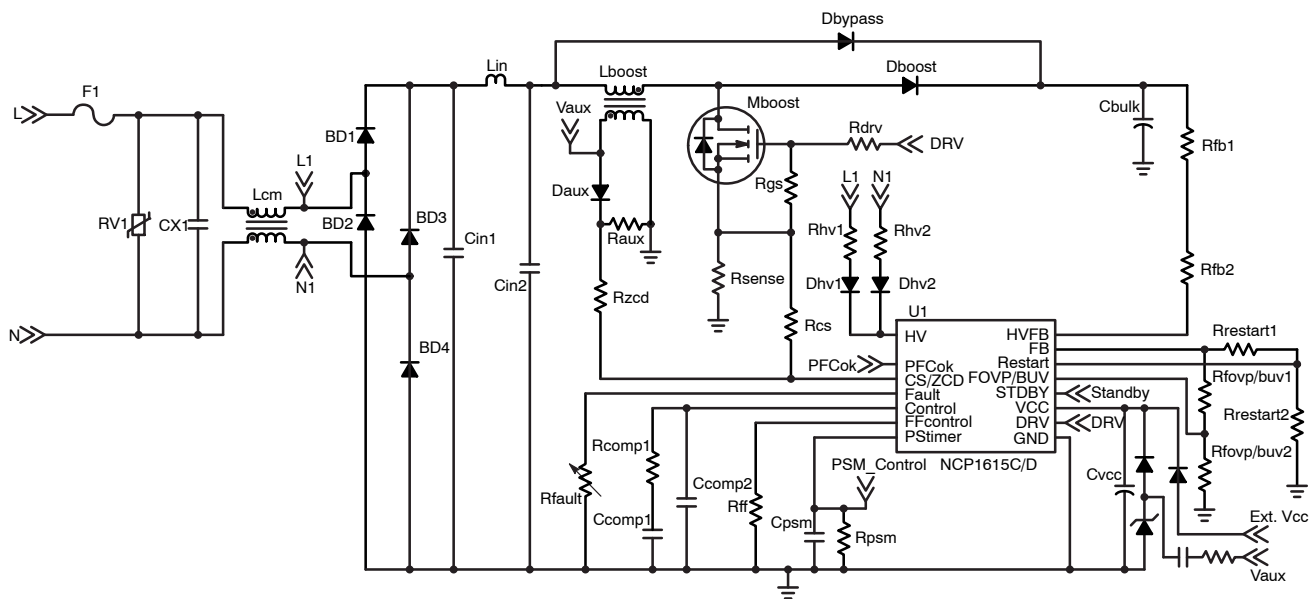 Dbypass
Lin
Lboost
Dboost
F1
Vaux
Mboost
Cbulk
L
BD1
Rdrv
DRV
Rfb1
L1
L1
N1
Lcm
Daux
Rgs
RV1
CX1
BD2
BD3
Rhv1
Rhv2
Cin1
Raux
Rsense
Dhv1
Dhv2
Rfb2
N1
Cin2
Rzcd
Rcs
U1
N
HV
HVFB
Rrestart1
BD4
FB
PFCok
PFCok
Restart
CS/ZCD
FOVP/BUV
Rfovp/buv1
Fault
STDBY
Standby
Control
VCC
Rrestart2
FFcontrol
DRV
DRV
PStimer
GND
Rcomp1
PSM_Control
NCP1615C/D
Rfovp/buv2
Rfault
Ccomp2
Cvcc
Ccomp1
Rff
Cpsm
Rpsm
Ext. Vcc
Vaux